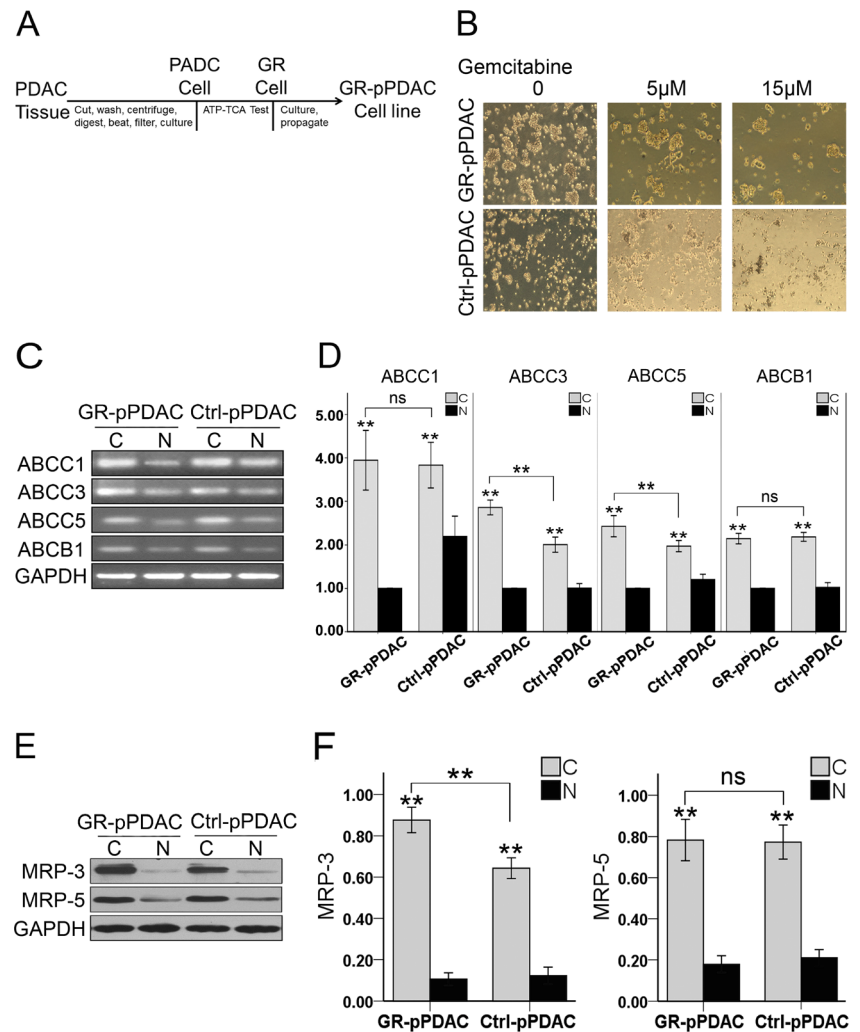 A
PDAC
Tissue
PADC
Cell
GR
Cell
GR-pPDAC
Cell line
Cut, wash, centrifuge,
digest, beat, filter, culture
ATP-TCA Test
Culture,
propagate
B
Gemcitabine
0 5μM 15μM
GR-pPDAC
Ctrl-pPDAC
C
GR-pPDAC Ctrl-pPDAC
C N C N
ABCC1
ABCC3
ABCC5
ABCB1
GAPDH
D
ABCC1 ABCC3 ABCC5 ABCB1
C C C C
N N N N
ns ** ** ns
** ** ** ** ** ** ** **
5.00
4.00
3.00
2.00
1.00
0.00
GR-pPDAC Ctrl-pPDAC GR-pPDAC Ctrl-pPDAC GR-pPDAC Ctrl-pPDAC GR-pPDAC Ctrl-pPDAC
E
GR-pPDAC Ctrl-pPDAC
C N C N
MRP-3
MRP-5
GAPDH
F
C
N
**
** **
MRP-3
1.00
0.80
0.60
0.40
0.20
0.00
GR-pPDAC Ctrl-pPDAC
C
N
ns
** **
MRP-5
1.00
0.80
0.60
0.40
0.20
0.00
GR-pPDAC Ctrl-pPDAC